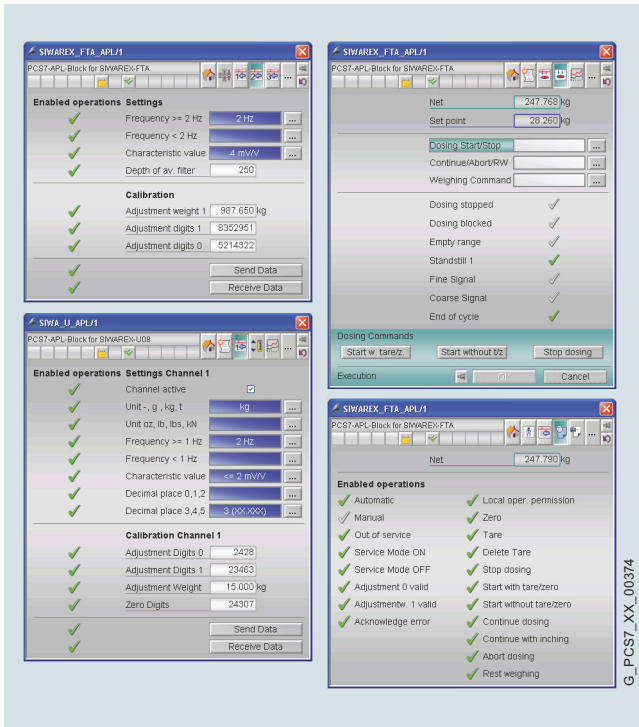 SIWAREX_FTA_APL/1
PCS7-APL-Block for SIWAREX-FTA
...
Enabled operations Settings
Frequency >= 2 Hz 2 Hz ...
Frequency < 2 Hz ...
Characteristic value 4 mV/V ...
Depth of av. filter 250
Calibration
Adjustment weight 1 987.650 kg
Adjustment digits 1 8352951
Adjustment digits 0 5214322
Send Data
Receive Data
SIWA_U_APL/1
PCS7-APL-Block for SIWAREX-U08
...
Enabled operations Settings Channel 1
Channel active
Unit -, g , kg, t kg ...
Unit oz, lb, lbs, kN ...
Frequency >= 1 Hz 2 Hz ...
Frequency < 1 Hz ...
Characteristic value <= 2 mV/V ...
Decimal place 0,1,2 ...
Decimal place 3,4,5 3 (XX.XXX) ...
Calibration Channel 1
Adjustment Digits 0 2428
Adjustment Digits 1 23463
Adjustment Weight 15.000 kg
Zero Digits 24307
Send Data
Receive Data
SIWAREX_FTA_APL/1
PCS7-APL-Block for SIWAREX-FTA
...
Net 247.768 kg
Set point 28.260 kg
Dosing Start/Stop ...
Continue/Abort/RW ...
Weighing Command ...
Dosing stopped
Dosing blocked
Empty range
Standstill 1
Fine Signal
Coarse Signal
End of cycle
Dosing Commands
Start w. tare/z. Start without t/z Stop dosing
Execution OK Cancel
SIWAREX_FTA_APL/1
PCS7-APL-Block for SIWAREX-FTA
...
Net 247.790 kg
Enabled operations
Automatic Local oper. permission
Manual Zero
Out of service Tare
Service Mode ON Delete Tare
Service Mode OFF Stop dosing
Adjustment 0 valid Start with tare/zero
Adjustmentw. 1 valid Start without tare/zero
Acknowledge error Continue dosing
Continue with inching
Abort dosing
Rest weighing
G_PCS7_XX_00374